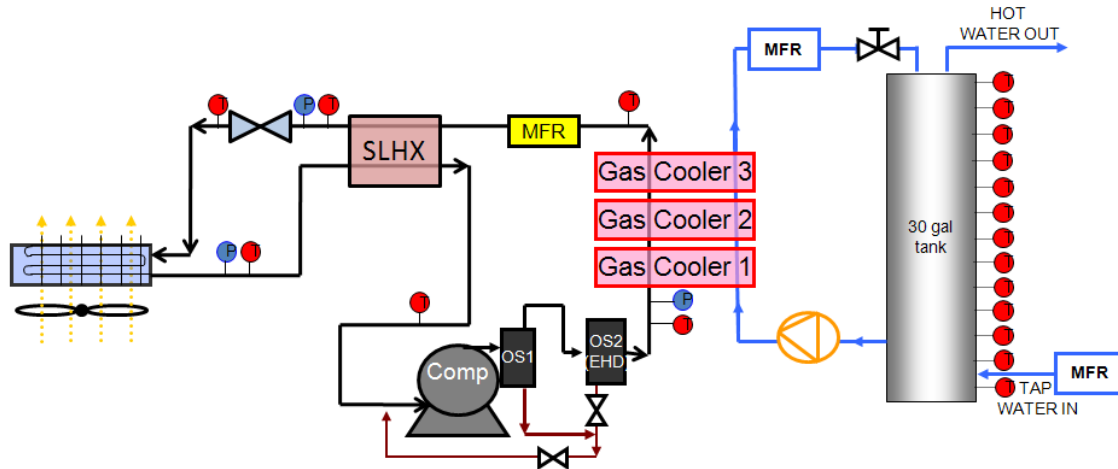 HOT
WATER OUT
MFR
T
P
T
T
T
SLHX
MFR
Gas Cooler 3
Gas Cooler 2
Gas Cooler 1
30 gal
tank
P
T
P
T
T
OS1
OS2
(EHD)
Comp
T
T
T
T
T
T
T
T
T
T
T
T
MFR
T TAP
WATER IN